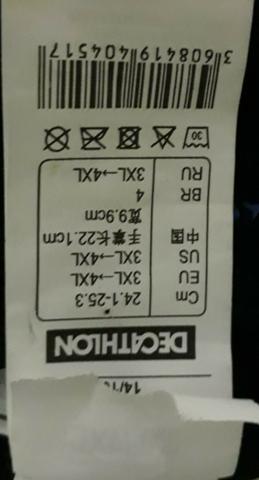 DECATHLON
Cm 24.1-25.3
EU 3XL→4XL
US 3XL→4XL
中国 手掌长22.1cm
宽9.9cm
BR 4
RU 3XL→4XL
30
3 608419 404517